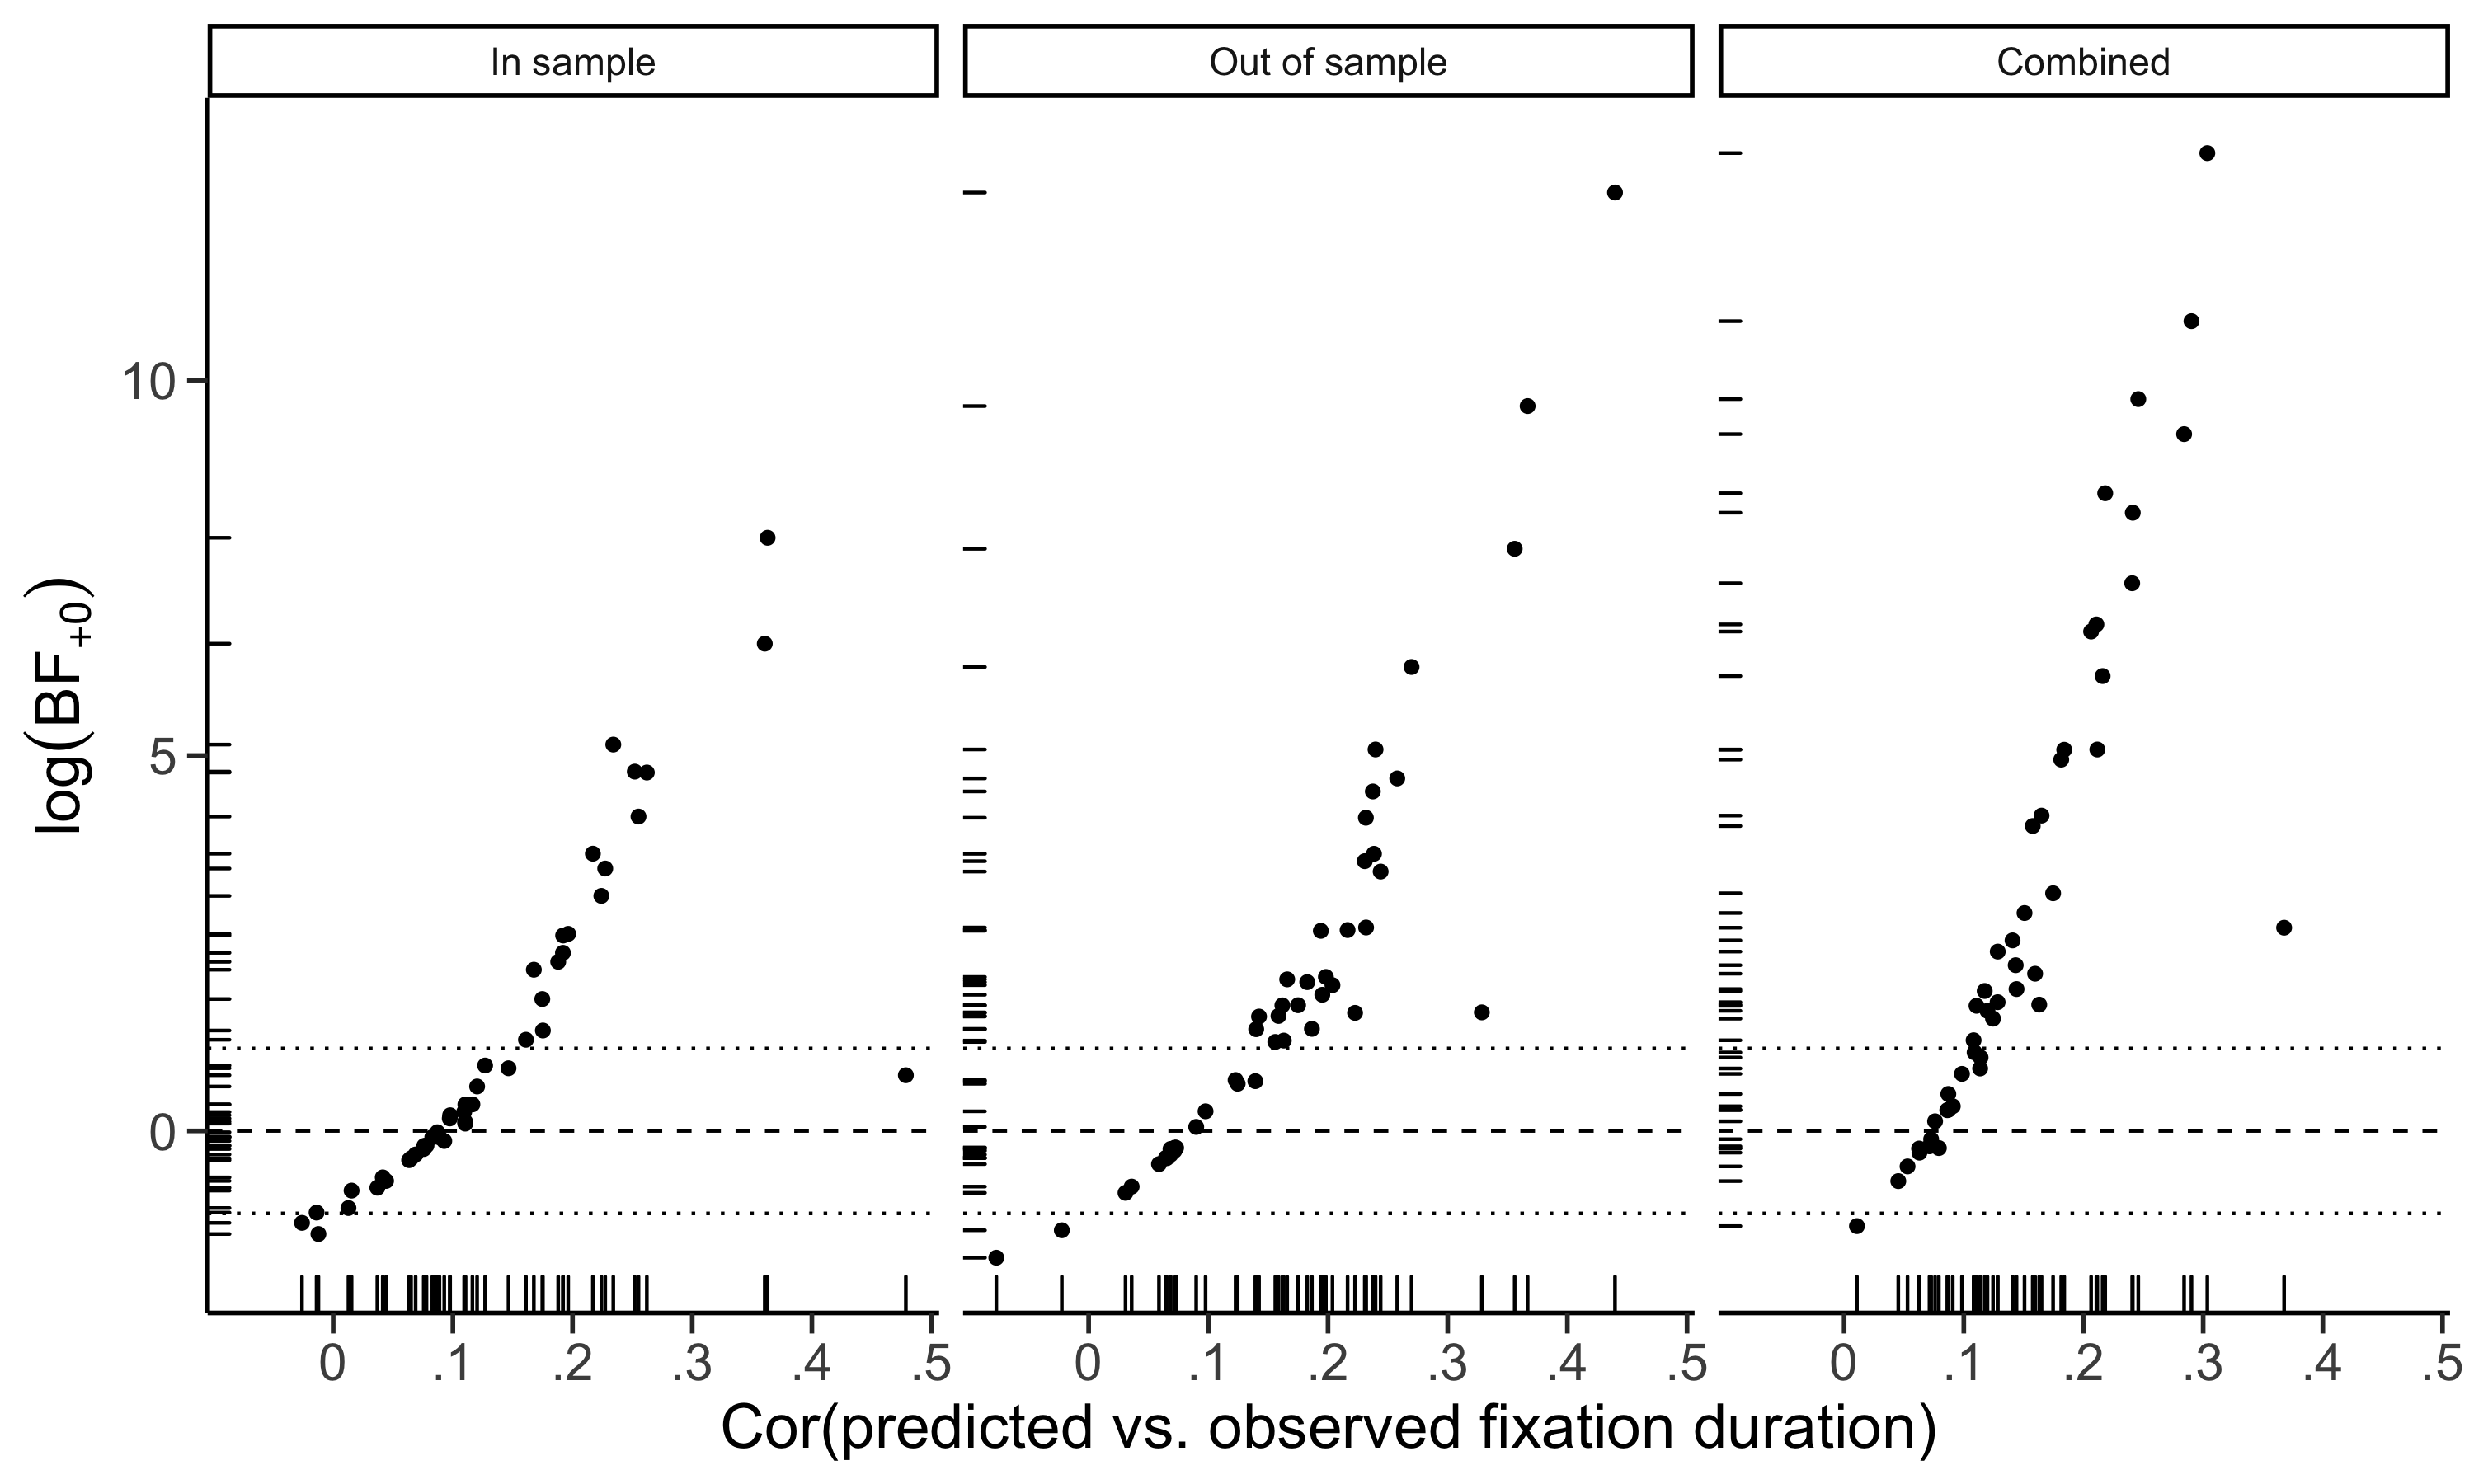 In sample
Out of sample
Combined
10
5
0
log(BF+0)
0 .1 .2 .3 .4 .5
0 .1 .2 .3 .4 .5
0 .1 .2 .3 .4 .5
Cor(predicted vs. observed fixation duration)